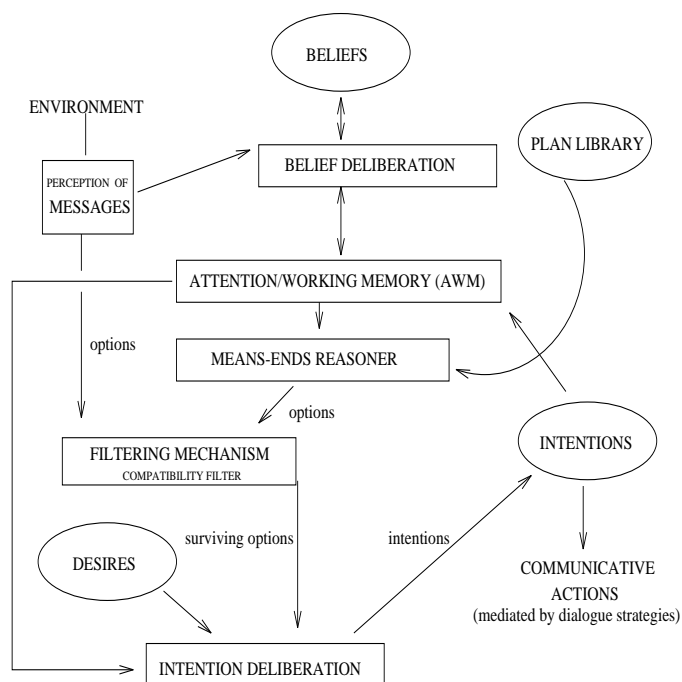 BELIEFS
ENVIRONMENT
PLAN LIBRARY
BELIEF DELIBERATION
PERCEPTION OF
MESSAGES
ATTENTION/WORKING MEMORY (AWM)
options
MEANS-ENDS REASONER
options
FILTERING MECHANISM
COMPATIBILITY FILTER
INTENTIONS
surviving options
intentions
DESIRES
COMMUNICATIVE
ACTIONS
(mediated by dialogue strategies)
INTENTION DELIBERATION